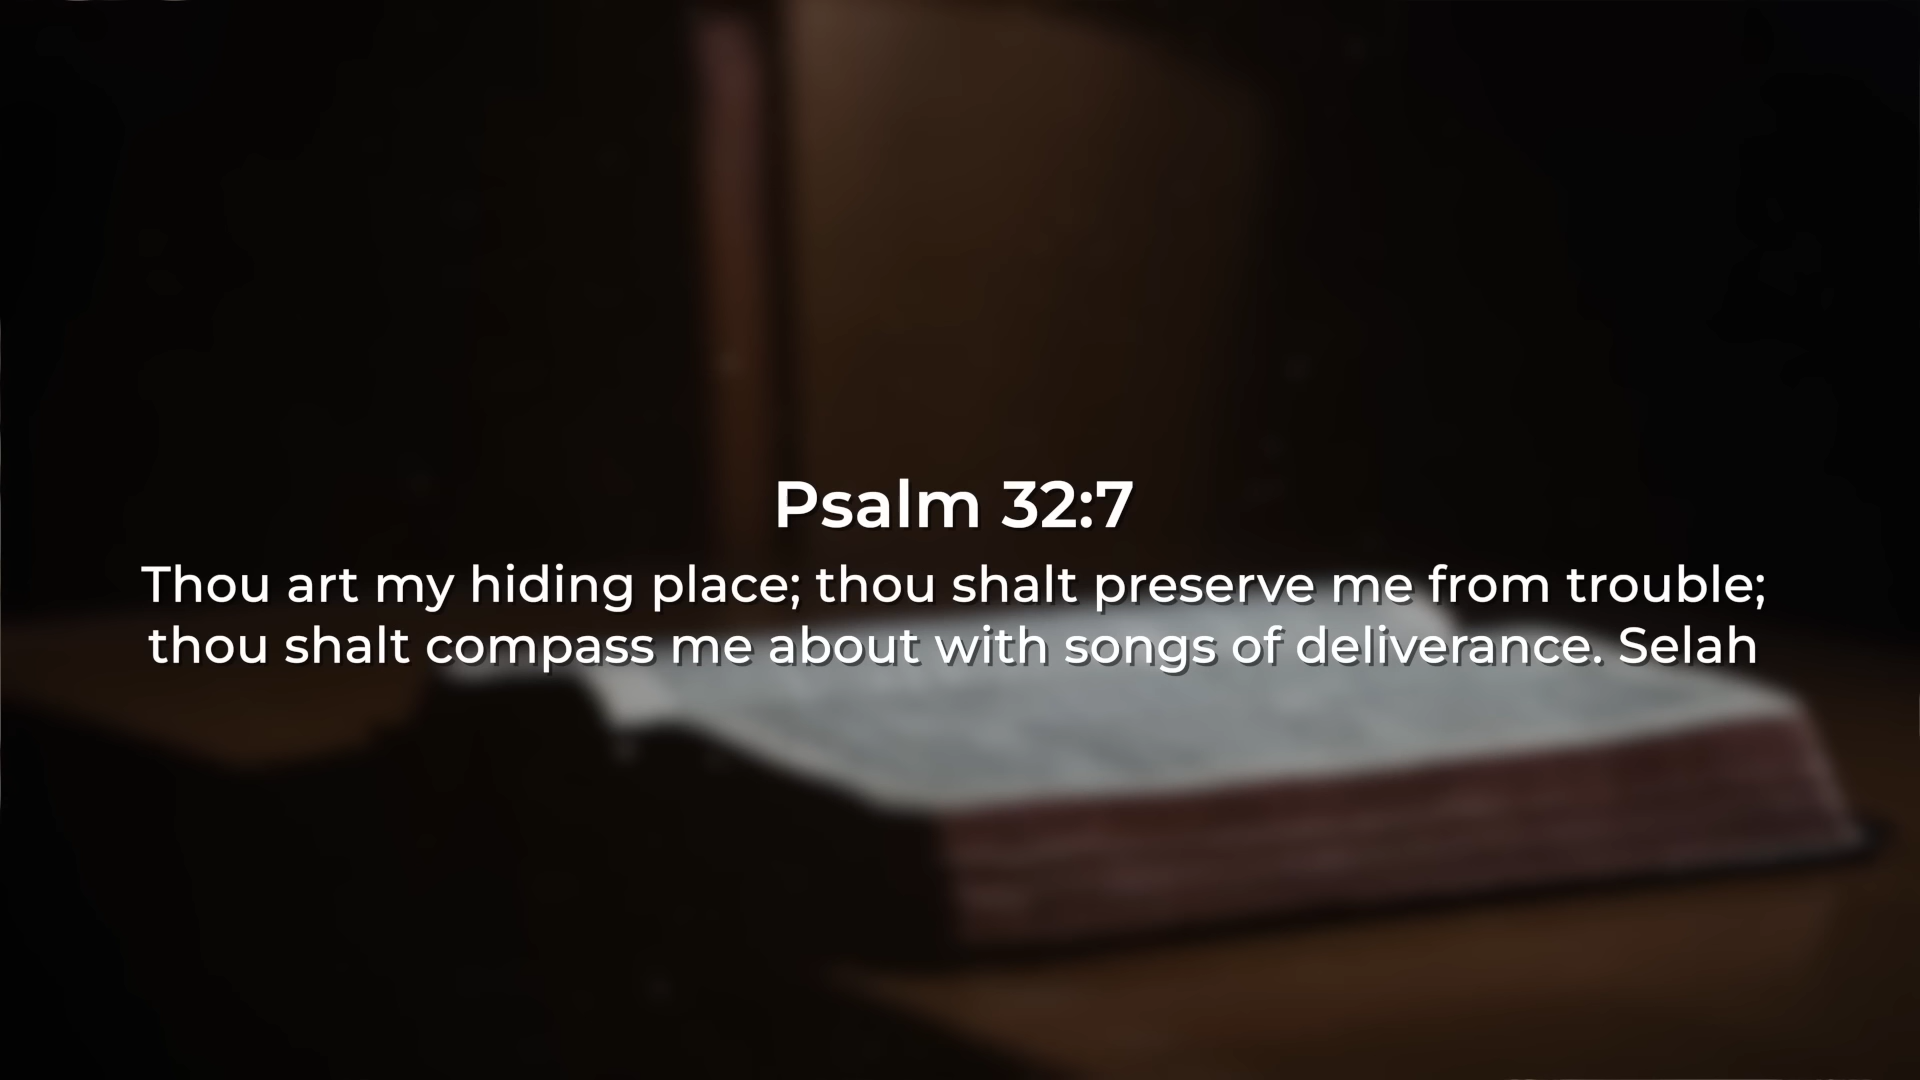 Psalm 32:7
Thou art my hiding place; thou shalt preserve me from trouble;
thou shalt compass me about with songs of deliverance. Selah